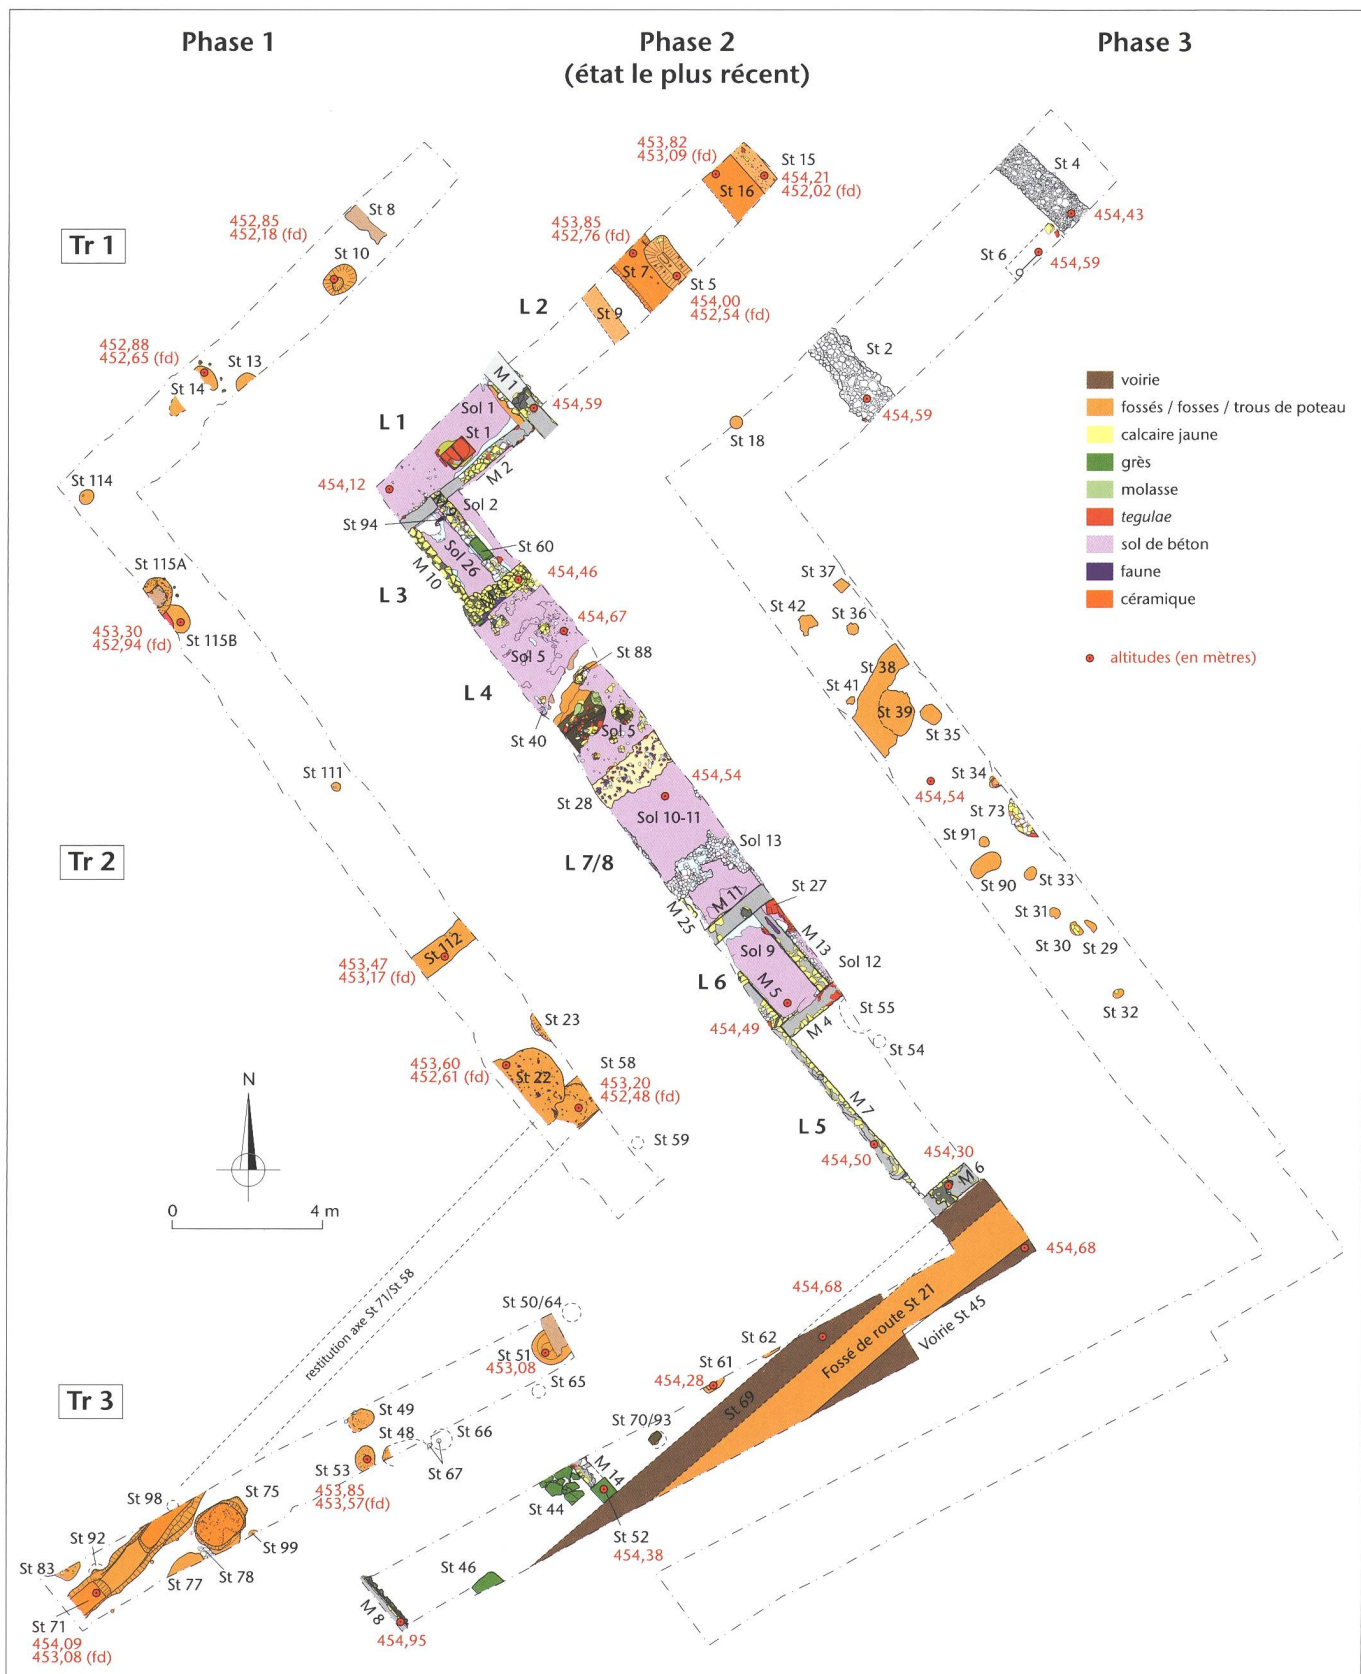 Phase 1
Phase 2
(état le plus récent)
Phase 3
Tr 1
452,85
452,18 (fd)
St 8
St 10
452,88
452,65 (fd)
St 13
St 14
St 114
St 115A
453,30
452,94 (fd)
St 115B
St 111
Tr 2
St 112
453,47
453,17 (fd)
St 23
453,60
452,61 (fd)
St 22
St 58
453,20
452,48 (fd)
St 59
N
0 4 m
restitution axe St 71/St 58
Tr 3
St 50/64
St 51
453,08
St 65
St 49
St 48
St 66
St 67
St 53
453,85
453,57(fd)
St 98
St 75
St 92
St 99
St 83
St 77
St 78
St 71
454,09
453,08 (fd)
453,82
453,09 (fd)
St 15
454,21
452,02 (fd)
St 16
453,85
452,76 (fd)
St 7
St 5
454,00
452,54 (fd)
L 2
St 9
M 1
454,59
Sol 1
L 1
St 1
M 2
454,12
M 9
Sol 2
St 94
Sol 26
St 60
M 10
454,46
L 3
454,67
Sol 5
St 88
L 4
St 40
Sol 5
454,54
St 28
Sol 10-11
Sol 13
L 7/8
St 27
M 11
M 25
M 13
Sol 9
Sol 12
L 6
M 5
St 55
454,49
M 4
St 54
M 7
L 5
454,50
454,30
M 6
454,68
454,68
Fossé de route St 21
Voirie St 45
St 62
St 61
454,28
St 69
St 70/93
M 14
St 44
St 52
454,38
St 46
M 8
454,95
St 4
454,43
St 6
454,59
St 2
454,59
St 18
voirie
fossés / fosses / trous de poteau
calcaire jaune
grès
molasse
tegulae
sol de béton
faune
céramique
altitudes (en mètres)
St 37
St 42
St 36
St 38
St 41
St 39
St 35
St 34
454,54
St 73
St 91
St 90
St 33
St 31
St 30
St 29
St 32